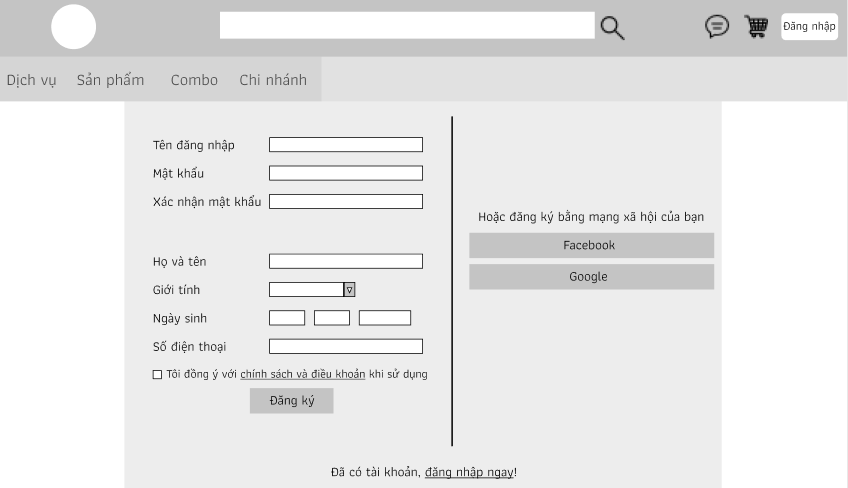 Đăng nhập
Dịch vụ Sản phẩm Combo Chi nhánh
Tên đăng nhập
Mật khẩu
Xác nhận mật khẩu
Họ và tên
Giới tính
Ngày sinh
Số điện thoại
Tôi đồng ý với chính sách và điều khoản khi sử dụng
Đăng ký
Hoặc đăng ký bằng mạng xã hội của bạn
Facebook
Google
Đã có tài khoản, đăng nhập ngay!